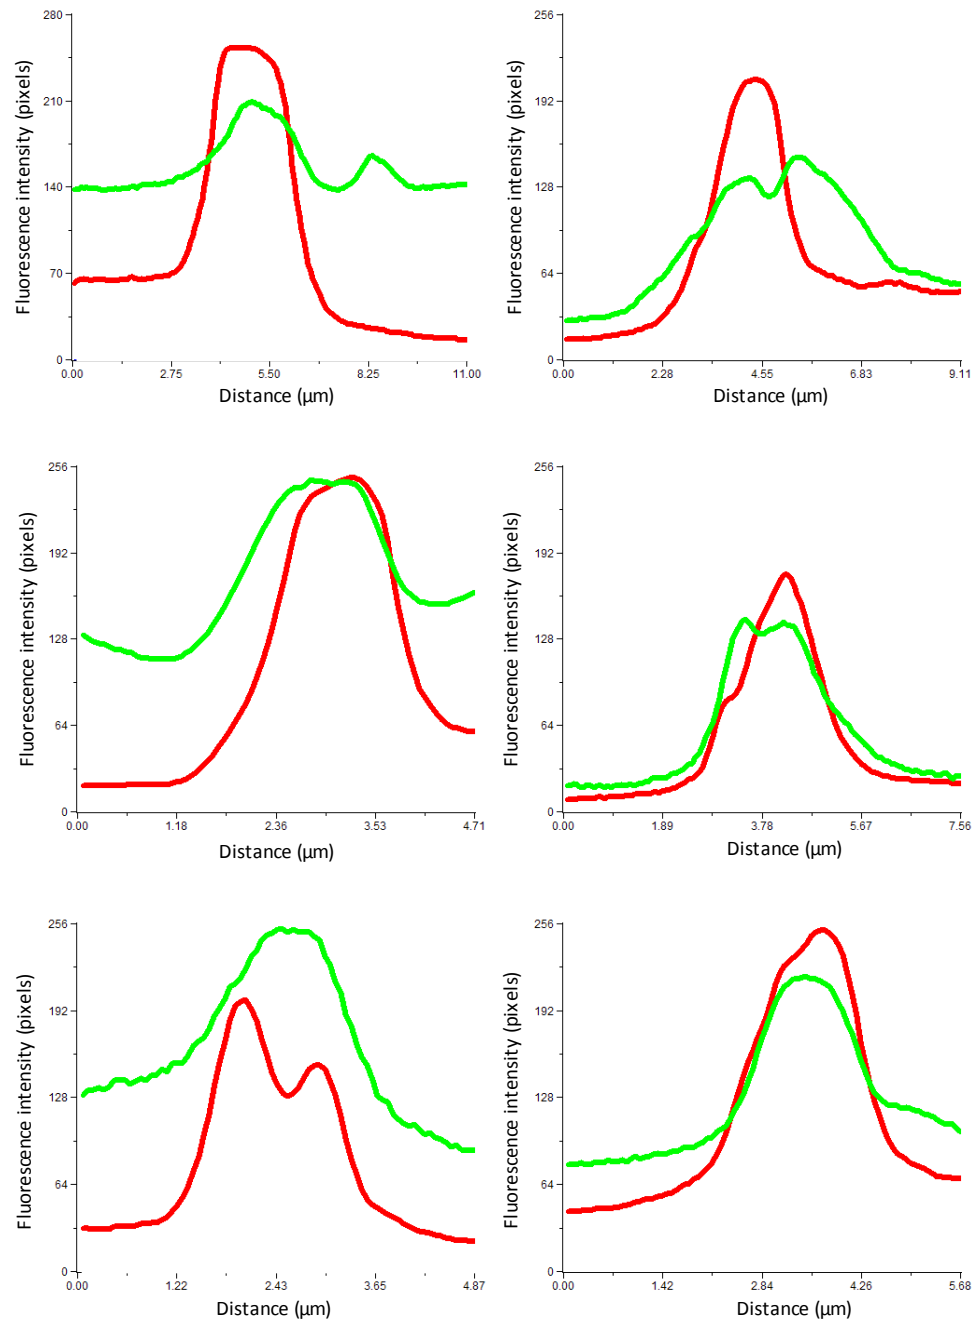 280
210
140
70
0
Fluorescence intensity (pixels)
0.00 2.75 5.50 8.25 11.00
Distance (µm)
256
192
128
64
0
Fluorescence intensity (pixels)
0.00 2.28 4.55 6.83 9.11
Distance (µm)
256
192
128
64
0
Fluorescence intensity (pixels)
0.00 1.18 2.36 3.53 4.71
Distance (µm)
256
192
128
64
0
Fluorescence intensity (pixels)
0.00 1.89 3.78 5.67 7.56
Distance (µm)
256
192
128
64
0
Fluorescence intensity (pixels)
0.00 1.22 2.43 3.65 4.87
Distance (µm)
256
192
128
64
0
Fluorescence intensity (pixels)
0.00 1.42 2.84 4.26 5.68
Distance (µm)